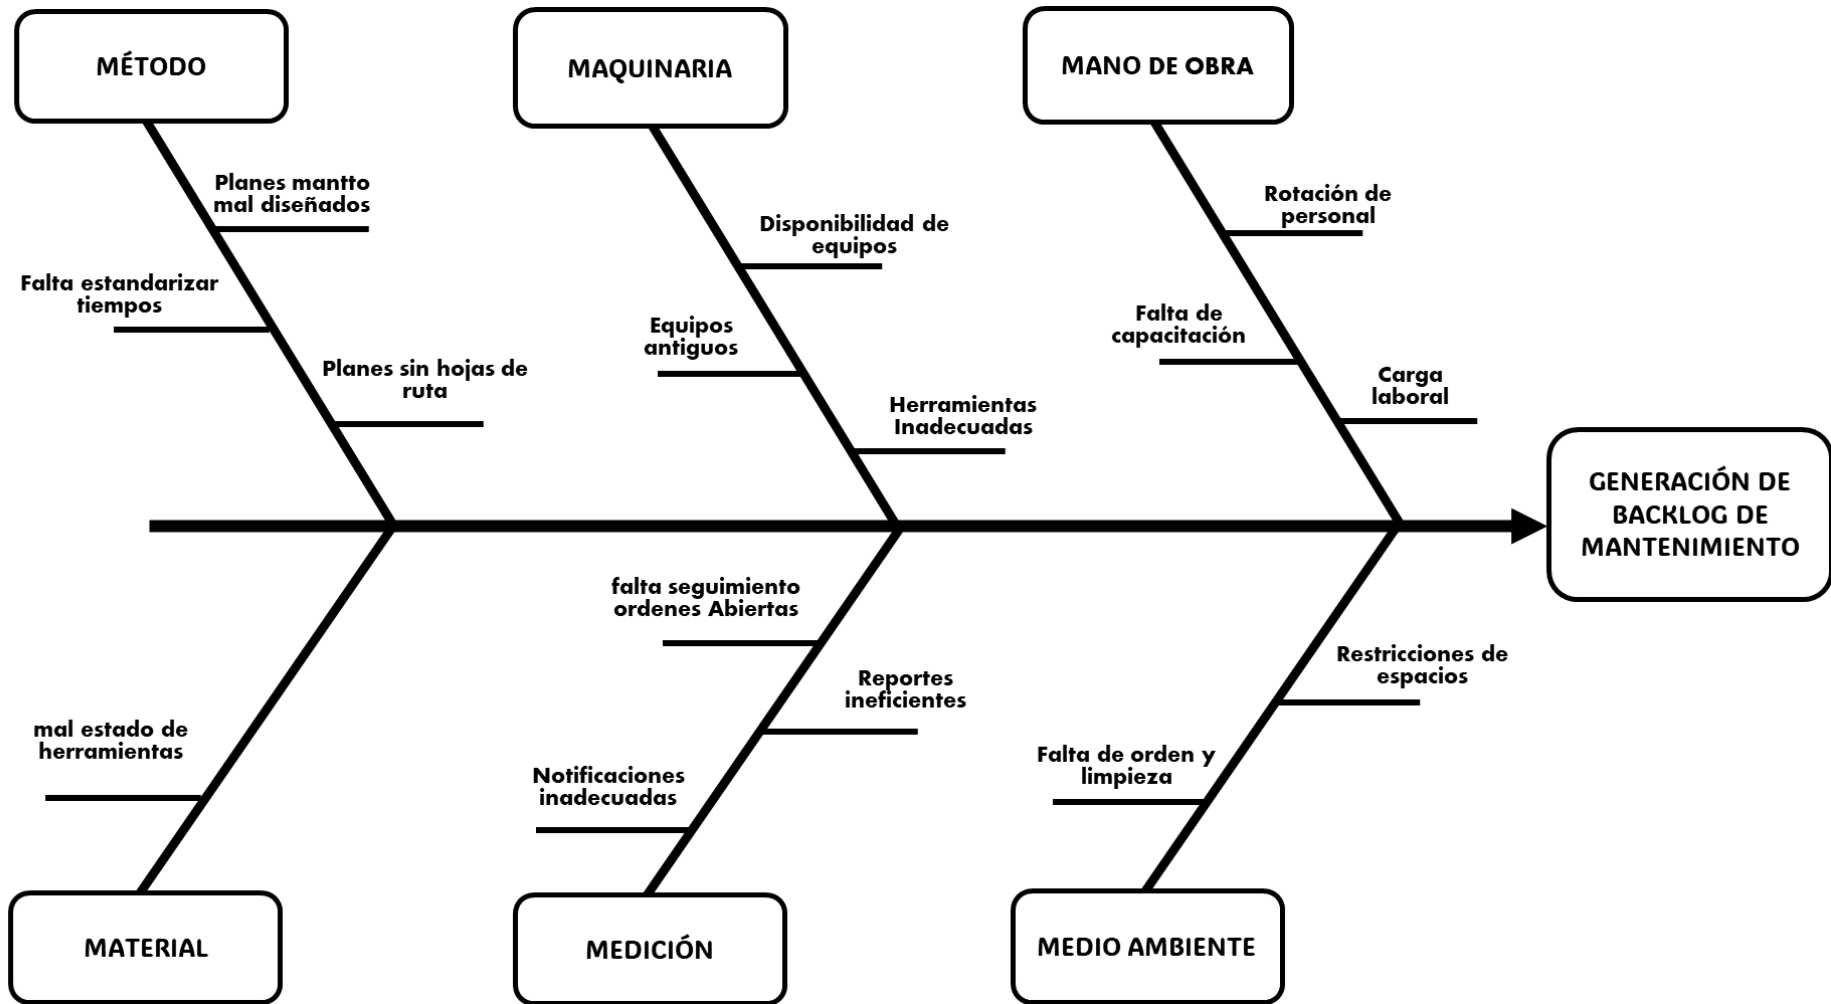 MÉTODO
MAQUINARIA
MANO DE OBRA
Planes mantto
mal diseñados
Falta estandarizar
tiempos
Planes sin hojas de
ruta
Disponibilidad de
equipos
Equipos
antiguos
Herramientas
Inadecuadas
Rotación de
personal
Falta de
capacitación
Carga
laboral
GENERACIÓN DE
BACKLOG DE
MANTENIMIENTO
mal estado de
herramientas
falta seguimiento
ordenes Abiertas
Reportes
ineficientes
Notificaciones
inadecuadas
Restricciones de
espacios
Falta de orden y
limpieza
MATERIAL
MEDICIÓN
MEDIO AMBIENTE